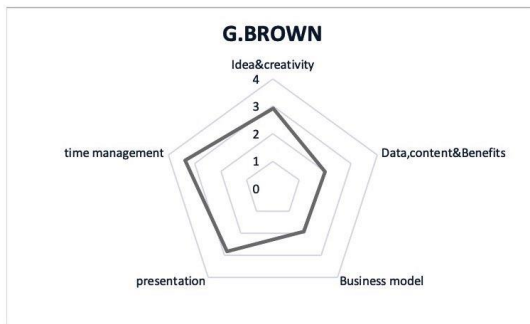 G.BROWN
Idea&creativity
4
3
2
1
0
time management
Data,content&Benefits
presentation
Business model